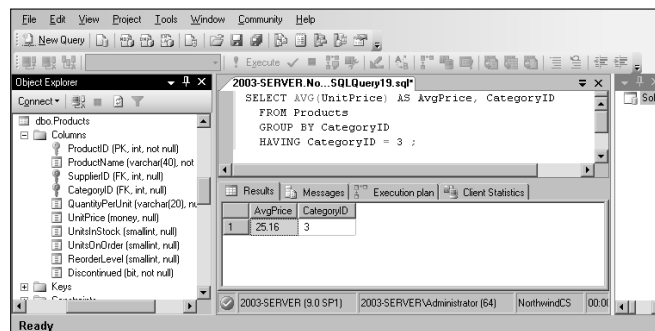 File Edit View Project Tools Window Community Help
New Query
Execute
Object Explorer
Connect
dbo.Products
Columns
ProductID (PK, int, not null)
ProductName (varchar(40), not
SupplierID (FK, int, null)
CategoryID (FK, int, null)
QuantityPerUnit (varchar(20), nu
UnitPrice (money, null)
UnitsInStock (smallint, null)
UnitsOnOrder (smallint, null)
ReorderLevel (smallint, null)
Discontinued (bit, not null)
Keys
Constraints
2003-SERVER.No...SQLQuery19.sql*
SELECT AVG(UnitPrice) AS AvgPrice, CategoryID
FROM Products
GROUP BY CategoryID
HAVING CategoryID = 3 ;
Results Messages Execution plan Client Statistics
AvgPrice CategoryID
1 25.16 3
2003-SERVER (9.0 SP1) 2003-SERVER\Administrator (64) NorthwindCS 00:00
Sol
Ready